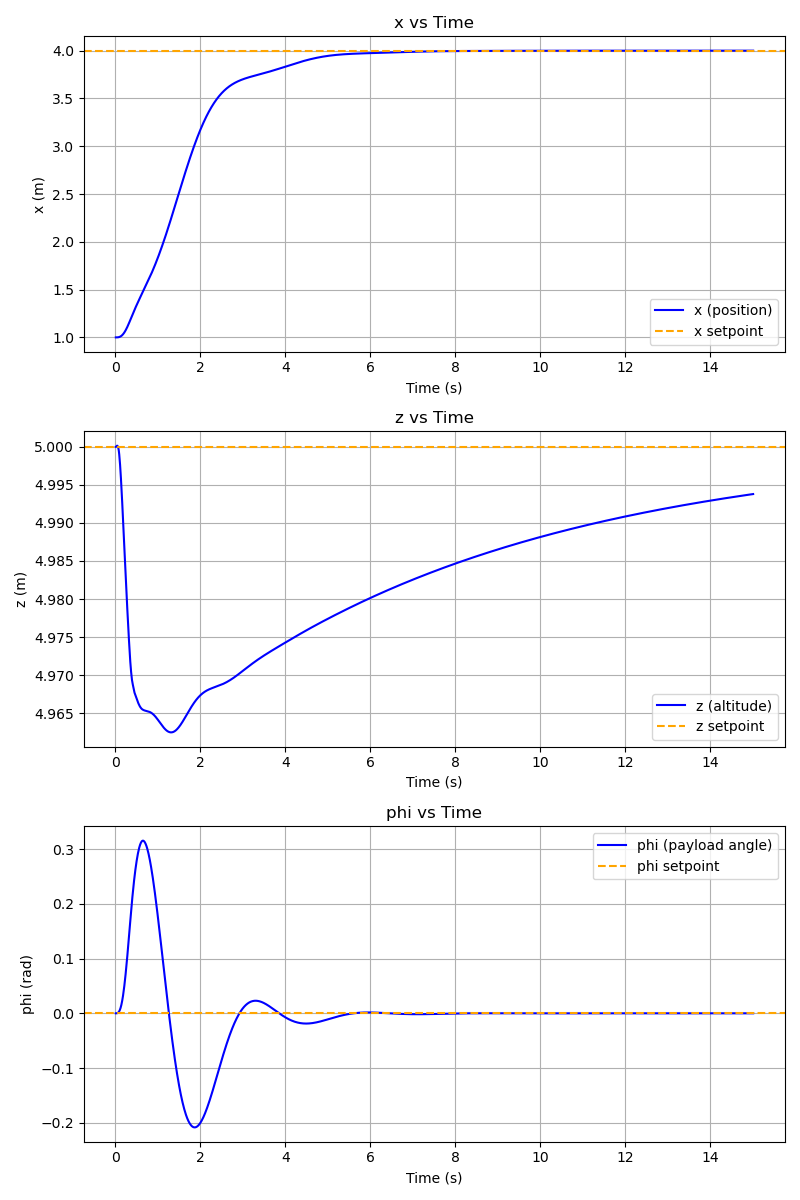 x vs Time
4.0
3.5
3.0
2.5
2.0
1.5
1.0
x (m)
x (position)
x setpoint
0 2 4 6 8 10 12 14
Time (s)
z vs Time
5.000
4.995
4.990
4.985
4.980
4.975
4.970
4.965
z (m)
z (altitude)
z setpoint
0 2 4 6 8 10 12 14
Time (s)
phi vs Time
0.3
0.2
0.1
0.0
−0.1
−0.2
phi (rad)
phi (payload angle)
phi setpoint
0 2 4 6 8 10 12 14
Time (s)